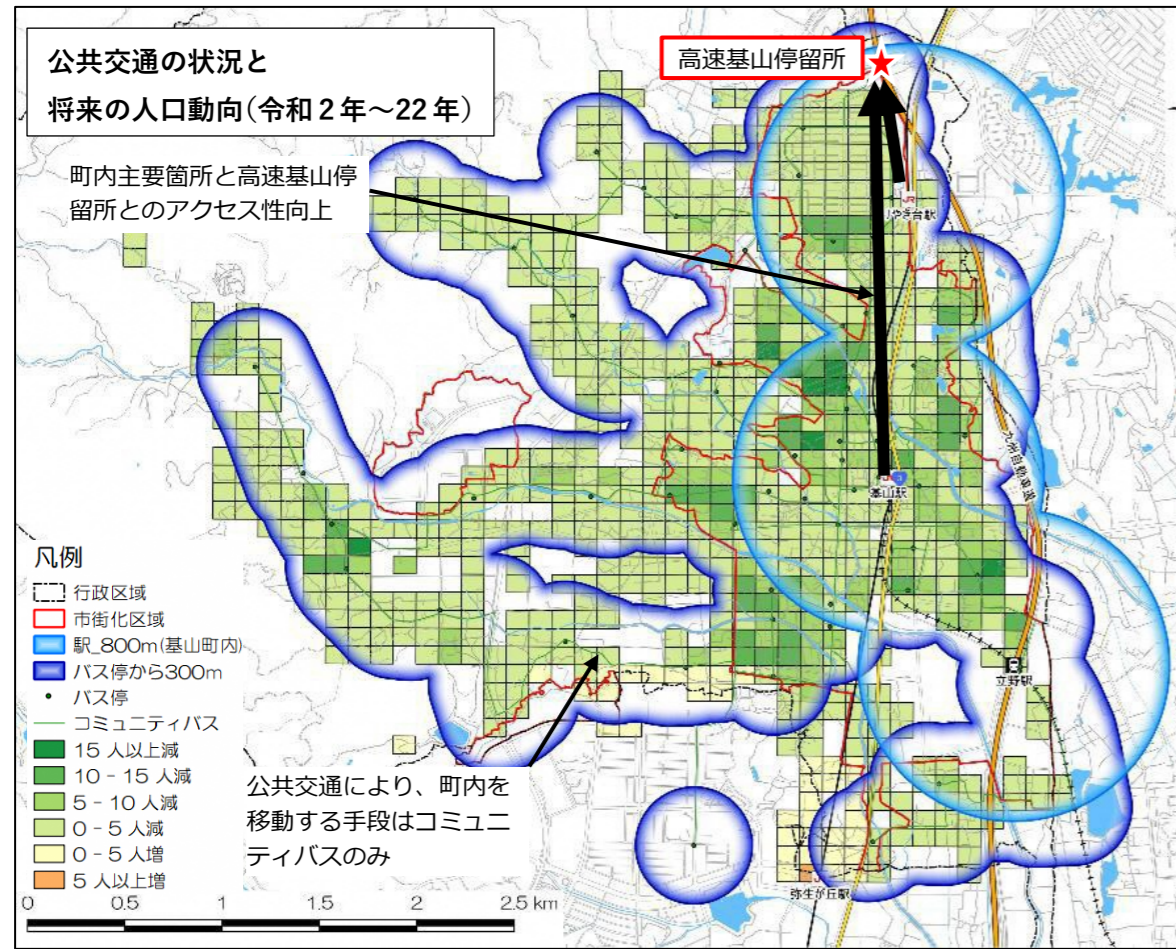 公共交通の状況と
将来の人口動向(令和2年~22年)
高速基山停留所
町内主要箇所と高速基山停
留所とのアクセス性向上
けやき台駅
基山駅
3
九州自動車道
立野駅
弥生が丘駅
公共交通により、町内を
移動する手段はコミュニ
ティバスのみ
凡例
行政区域
市街化区域
駅_800m(基山町内)
バス停から300m
バス停
コミュニティバス
15 人以上減
10 - 15 人減
5 - 10 人減
0 - 5 人減
0 - 5 人増
5 人以上増
0 0.5 1 1.5 2 2.5 km